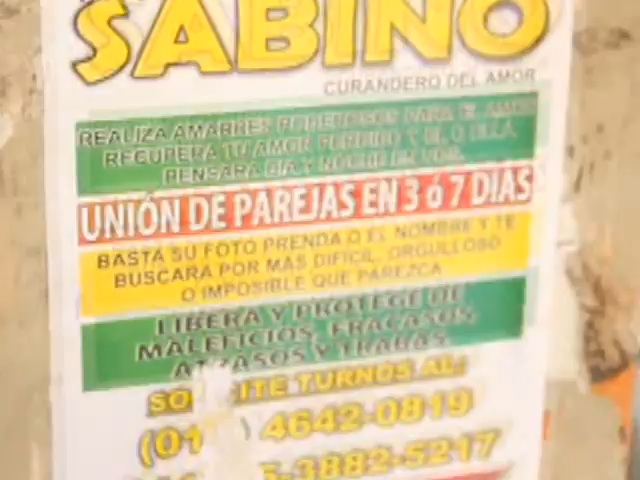 SABINO
CURANDERO DEL AMOR
REALIZA AMARRES PODEROSOS PARA EL AMOR
RECUPERA TU AMOR PERDIDO Y EL O ELLA
PENSARA DIA Y NOCHE EN
UNIÓN DE PAREJAS EN 3 ó 7 DIAS
BASTA SU FOTO PRENDA O EL NOMBRE Y TE
BUSCARA POR MAS DIFICIL, ORGULLOSO
O IMPOSIBLE QUE PAREZCA
LIBERA Y PROTEGE DE
MALEFICIOS, FRACASOS,
ATRASOS Y TRABAS
TURNOS AL:
4642-0819
3882-5217